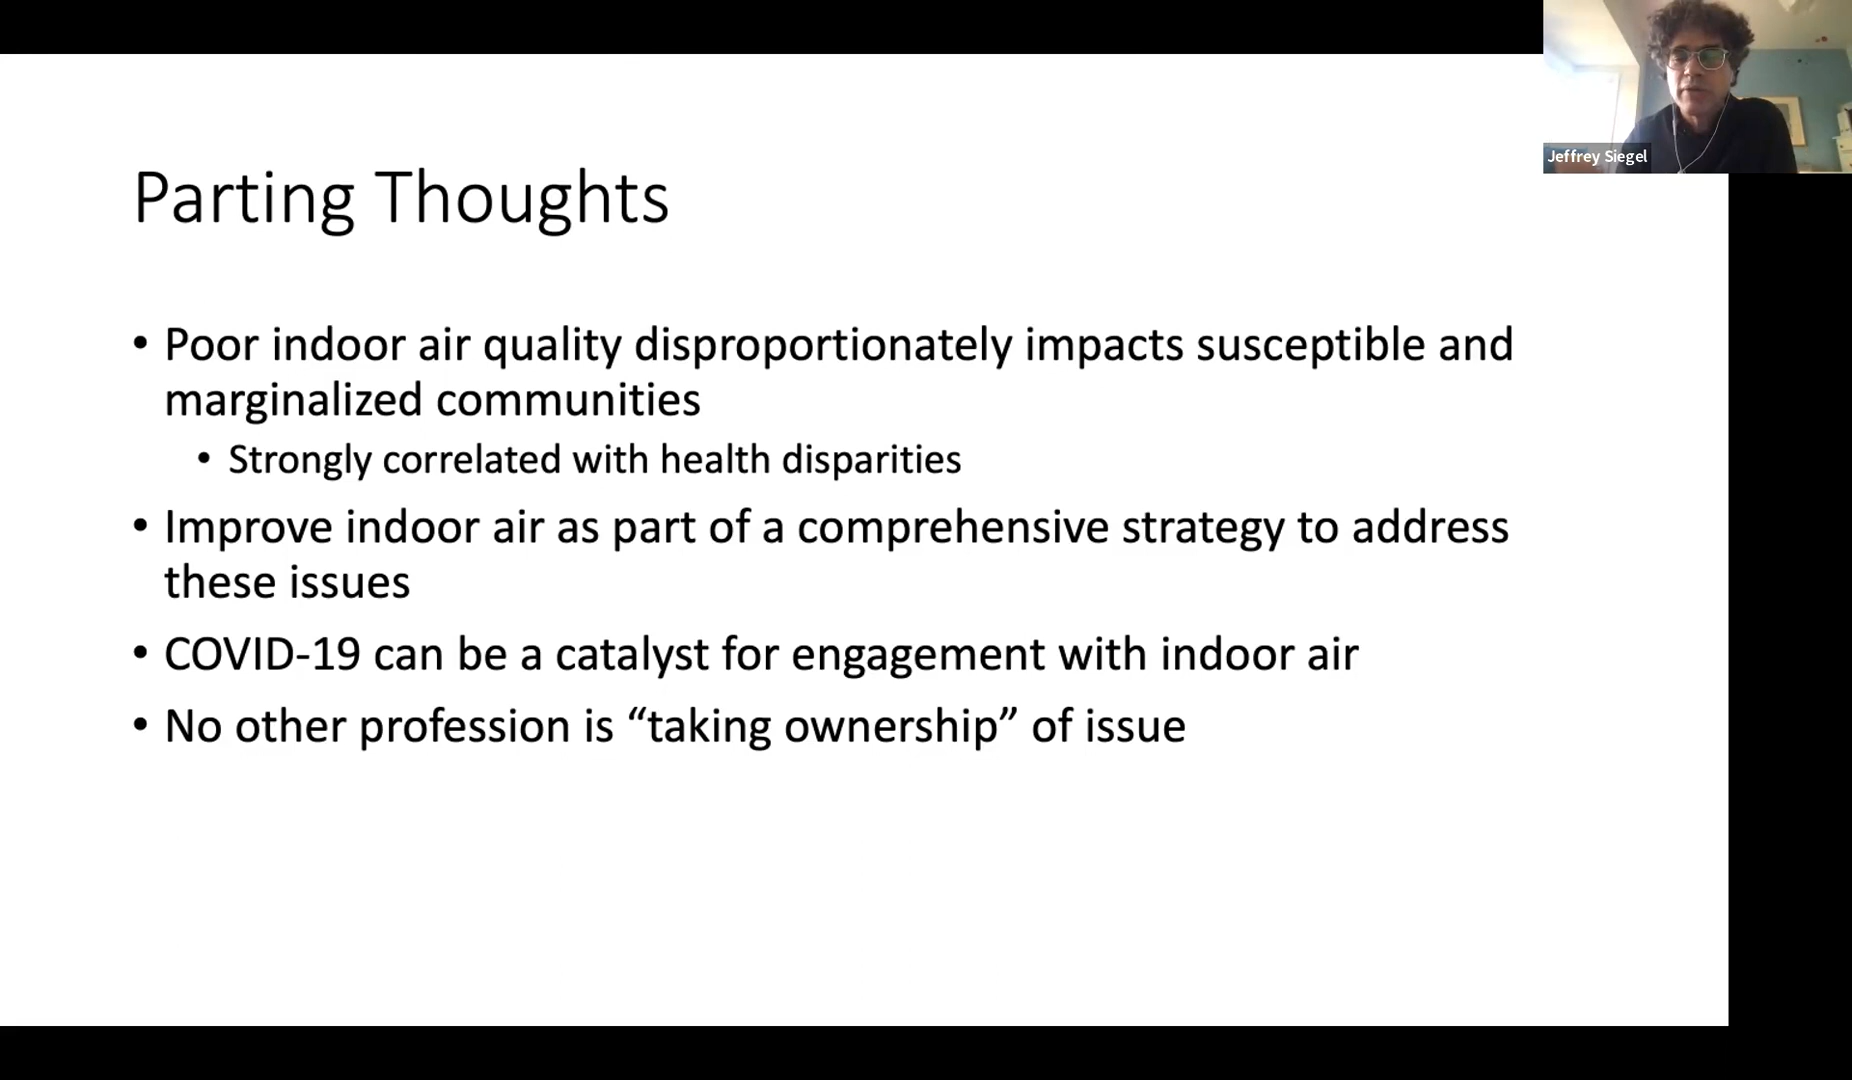 Jeffrey Siegel
Parting Thoughts
• Poor indoor air quality disproportionately impacts susceptible and
marginalized communities
• Strongly correlated with health disparities
• Improve indoor air as part of a comprehensive strategy to address
these issues
• COVID-19 can be a catalyst for engagement with indoor air
• No other profession is “taking ownership” of issue